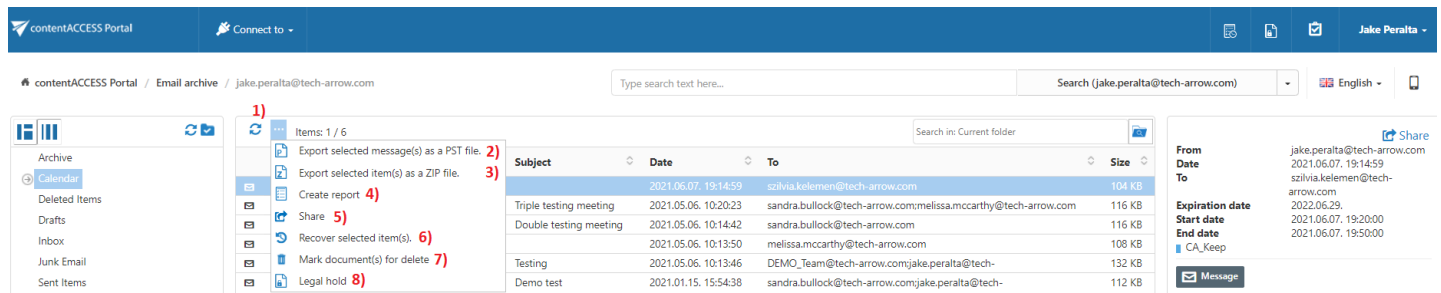 contentACCESS Portal
Connect to
Jake Peralta
contentACCESS Portal / Email archive / jake.peralta@tech-arrow.com
Type search text here...
Search (jake.peralta@tech-arrow.com)
English
Archive
Calendar
Deleted Items
Drafts
Inbox
Junk Email
Sent Items
1)
Items: 1 / 6
Search in: Current folder
Export selected message(s) as a PST file. 2)
Export selected item(s) as a ZIP file. 3)
Create report 4)
Share 5)
Recover selected item(s). 6)
Mark document(s) for delete 7)
Legal hold 8)
Subject Date To Size
2021.06.07. 19:14:59 szilvia.kelemen@tech-arrow.com 104 KB
Triple testing meeting 2021.05.06. 10:20:23 sandra.bullock@tech-arrow.com;melissa.mccarthy@tech-arrow.com 116 KB
Double testing meeting 2021.05.06. 10:14:42 sandra.bullock@tech-arrow.com 116 KB
2021.05.06. 10:13:50 melissa.mccarthy@tech-arrow.com 108 KB
Testing 2021.05.06. 10:13:46 DEMO_Team@tech-arrow.com;jake.peralta@tech- 132 KB
Demo test 2021.01.15. 15:54:38 sandra.bullock@tech-arrow.com;jake.peralta@tech- 112 KB
Share
From jake.peralta@tech-arrow.com
Date 2021.06.07. 19:14:59
To szilvia.kelemen@tech-
arrow.com
Expiration date 2022.06.29.
Start date 2021.06.07. 19:20:00
End date 2021.06.07. 19:50:00
CA_Keep
Message